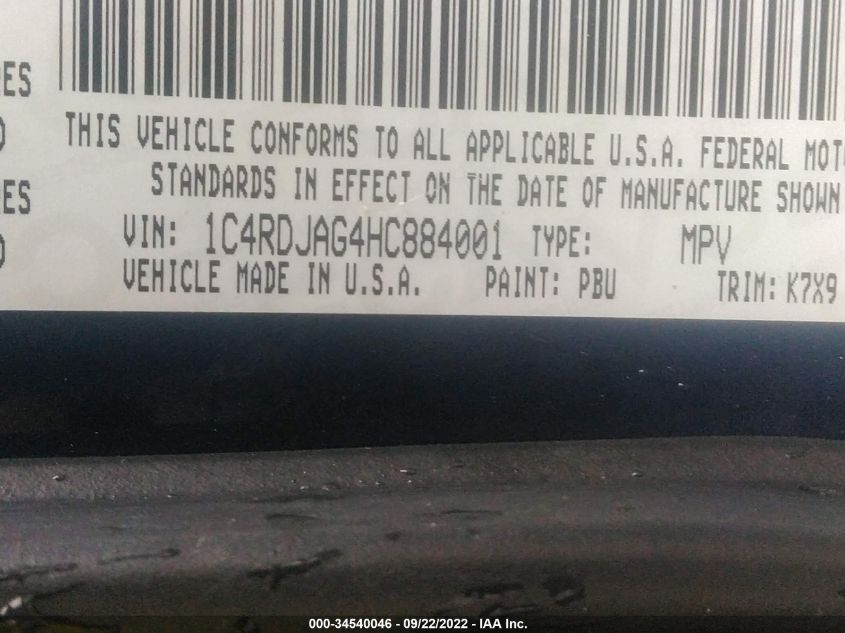 ES
THIS VEHICLE CONFORMS TO ALL APPLICABLE U.S.A. FEDERAL MOT
STANDARDS IN EFFECT ON THE DATE OF MANUFACTURE SHOWN
ES
VIN: 1C4RDJAG4HC884001 TYPE: MPV
VEHICLE MADE IN U.S.A. PAINT: PBU TRIM: K7X9
000-34540046 - 09/22/2022 - IAA Inc.